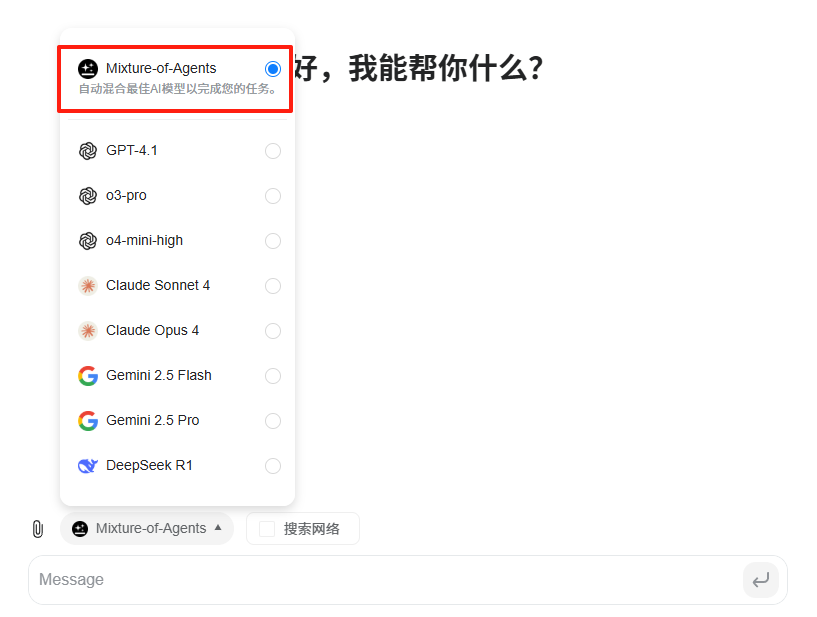 Mixture-of-Agents
自动混合最佳AI模型以完成您的任务。
好，我能帮你什么？
GPT-4.1
o3-pro
o4-mini-high
Claude Sonnet 4
Claude Opus 4
Gemini 2.5 Flash
Gemini 2.5 Pro
DeepSeek R1
Mixture-of-Agents
搜索网络
Message